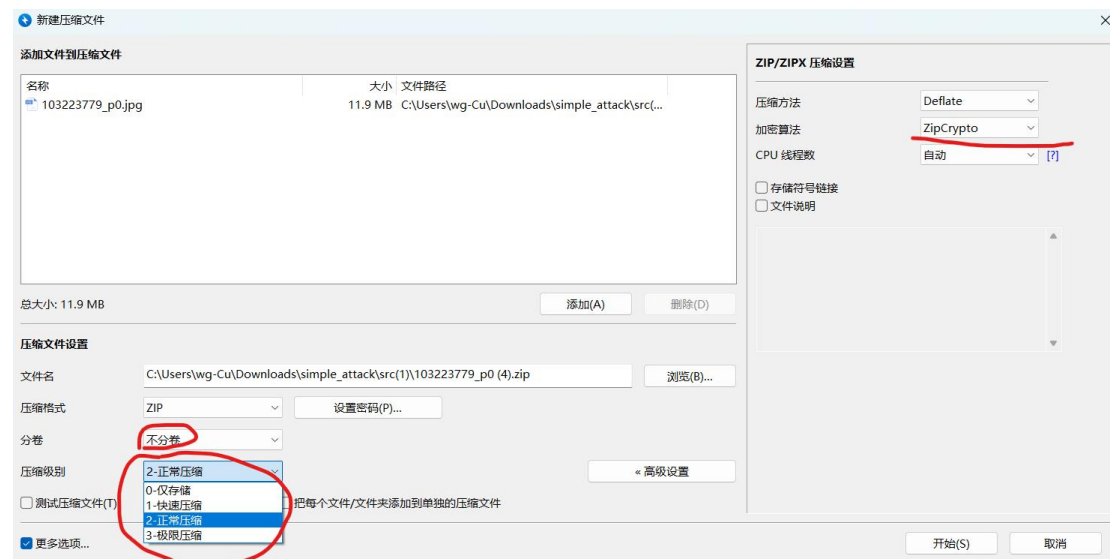 新建压缩文件
添加文件到压缩文件
名称 大小 文件路径
103223779_p0.jpg 11.9 MB C:\Users\wg-Cu\Downloads\simple_attack\src(...
总大小: 11.9 MB 添加(A) 删除(D)
压缩文件设置
文件名 C:\Users\wg-Cu\Downloads\simple_attack\src(1)\103223779_p0 (4).zip 浏览(B)...
压缩格式 ZIP 设置密码(P)...
分卷 不分卷
压缩级别 2-正常压缩 « 高级设置
0-仅存储
测试压缩文件(T) 1-快速压缩 把每个文件/文件夹添加到单独的压缩文件
2-正常压缩
3-极限压缩
更多选项...
ZIP/ZIPX 压缩设置
压缩方法 Deflate
加密算法 ZipCrypto
CPU 线程数 自动 [?]
存储符号链接
文件说明
开始(S) 取消